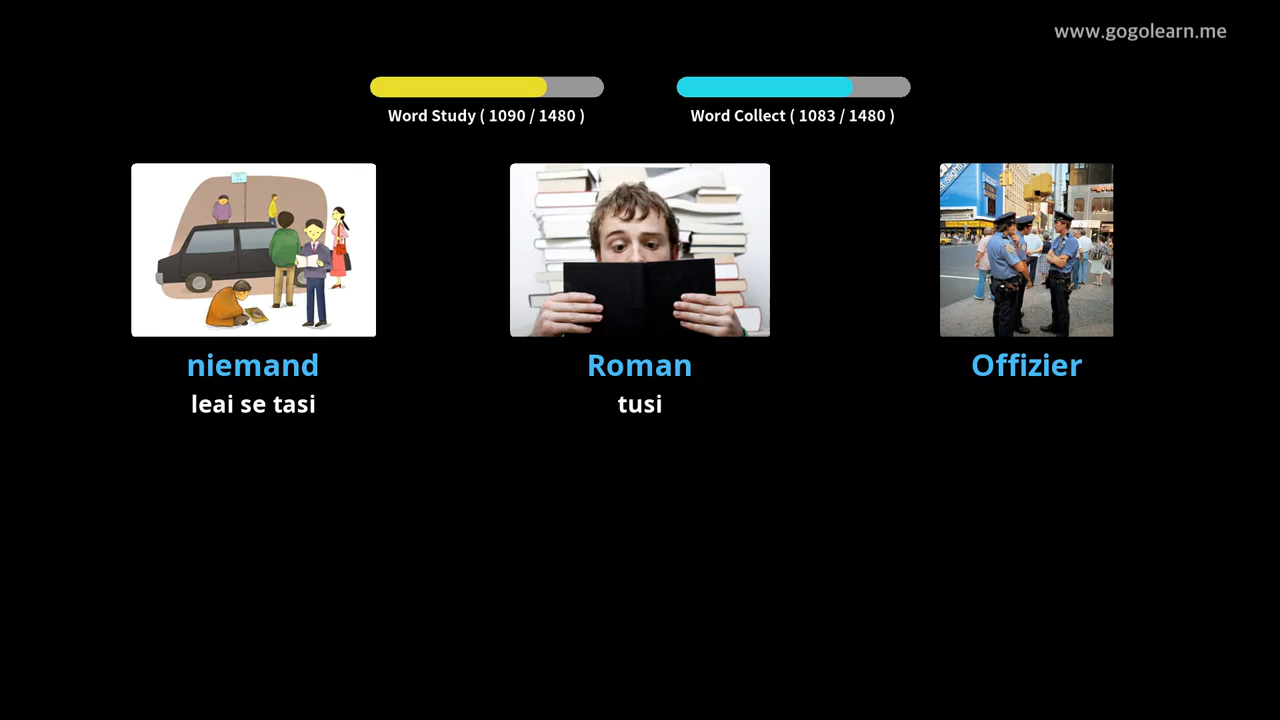 www.gogolearn.me
Word Study ( 1090 / 1480 )
Word Collect ( 1083 / 1480 )
niemand
Roman
Offizier
leai se tasi
tusi